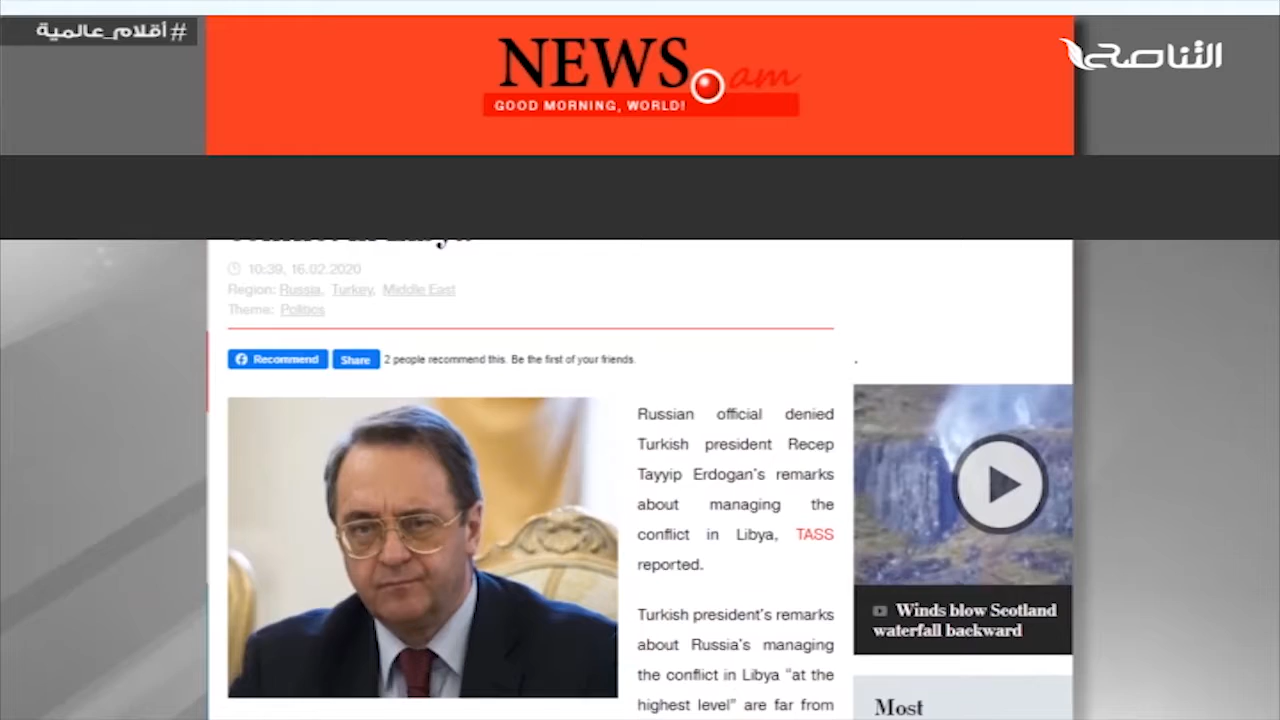 #أقلام_عالمية
التناصح
NEWS.am
GOOD MORNING, WORLD!
10:39, 16.02.2020
Region: Russia, Turkey, Middle East
Theme: Politics
Recommend Share 2 people recommend this. Be the first of your friends.
Russian official denied
Turkish president Recep
Tayyip Erdogan's remarks
about managing the
conflict in Libya, TASS
reported.
Turkish president's remarks
about Russia's managing
the conflict in Libya "at the
highest level" are far from
Winds blow Scotland
waterfall backward
Most